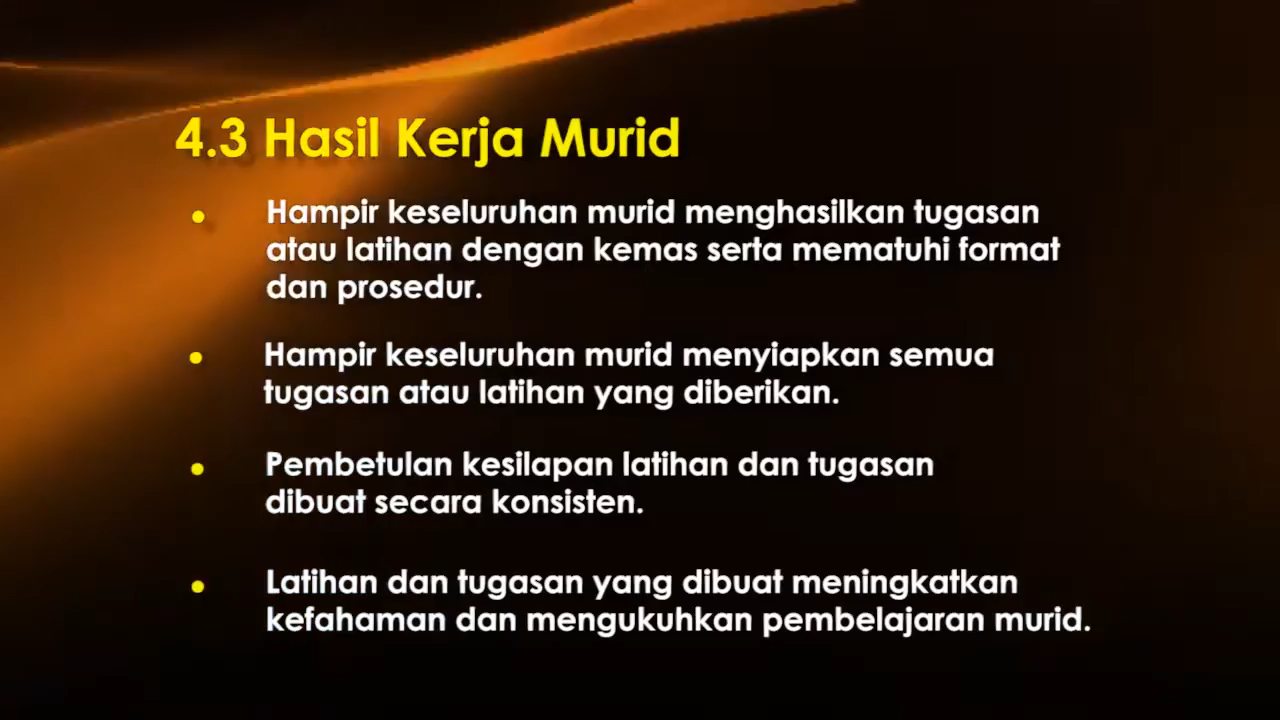 4.3 Hasil Kerja Murid
• Hampir keseluruhan murid menghasilkan tugasan
atau latihan dengan kemas serta mematuhi format
dan prosedur.
• Hampir keseluruhan murid menyiapkan semua
tugasan atau latihan yang diberikan.
• Pembetulan kesilapan latihan dan tugasan
dibuat secara konsisten.
• Latihan dan tugasan yang dibuat meningkatkan
kefahaman dan mengukuhkan pembelajaran murid.